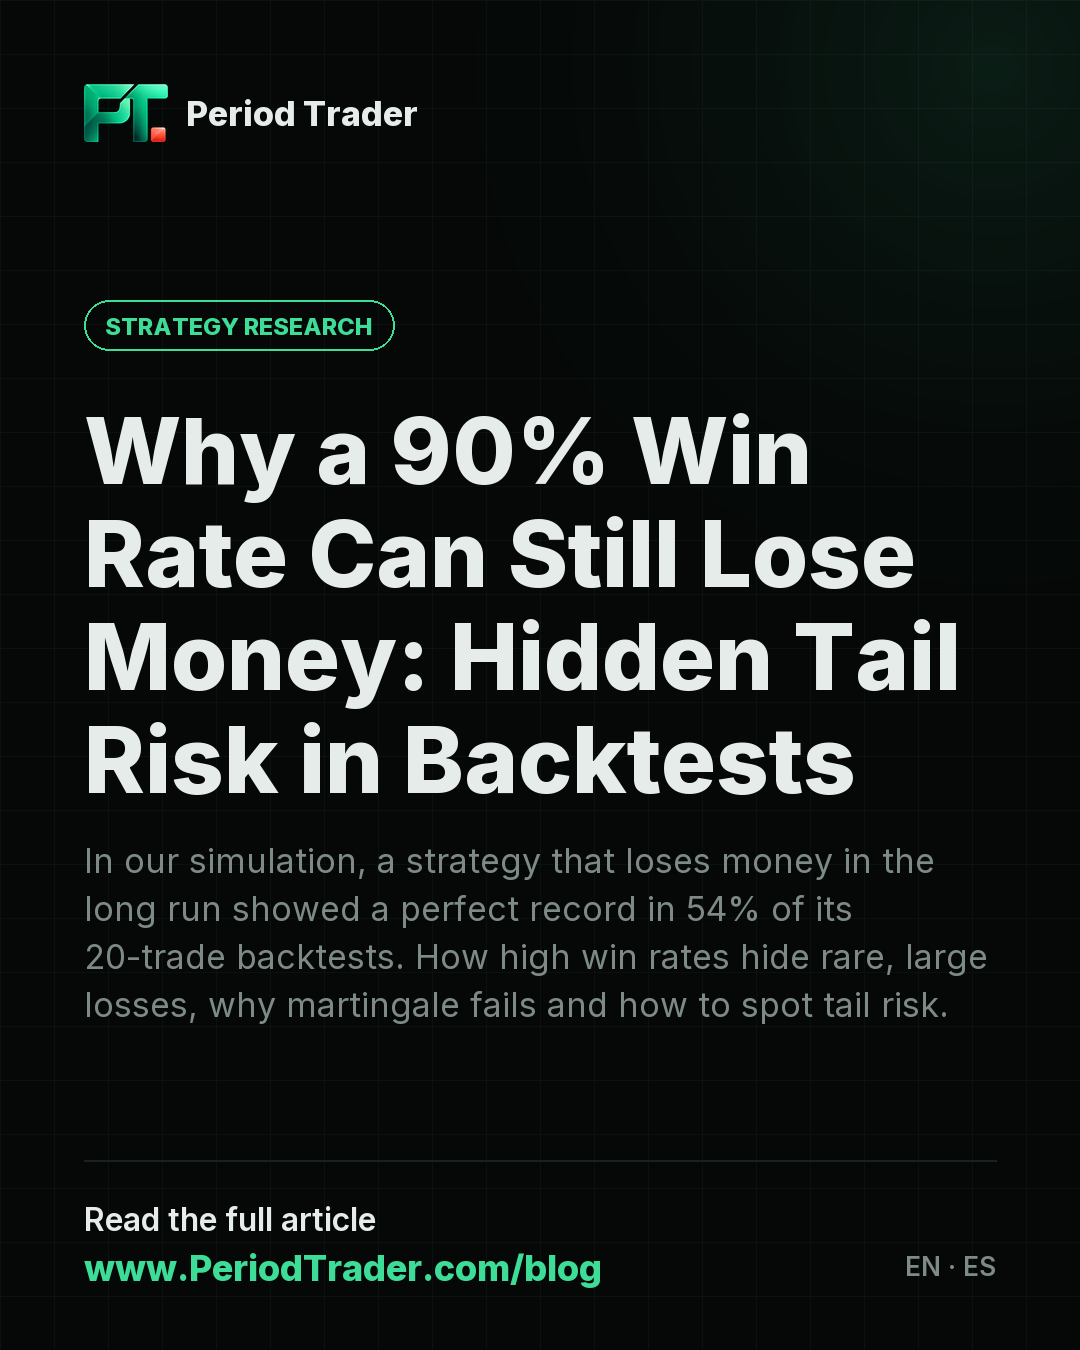 PT.
Period Trader
STRATEGY RESEARCH
Why a 90% Win
Rate Can Still Lose
Money: Hidden Tail
Risk in Backtests
In our simulation, a strategy that loses money in the
long run showed a perfect record in 54% of its
20-trade backtests. How high win rates hide rare, large
losses, why martingale fails and how to spot tail risk.
Read the full article
www.PeriodTrader.com/blog
EN · ES